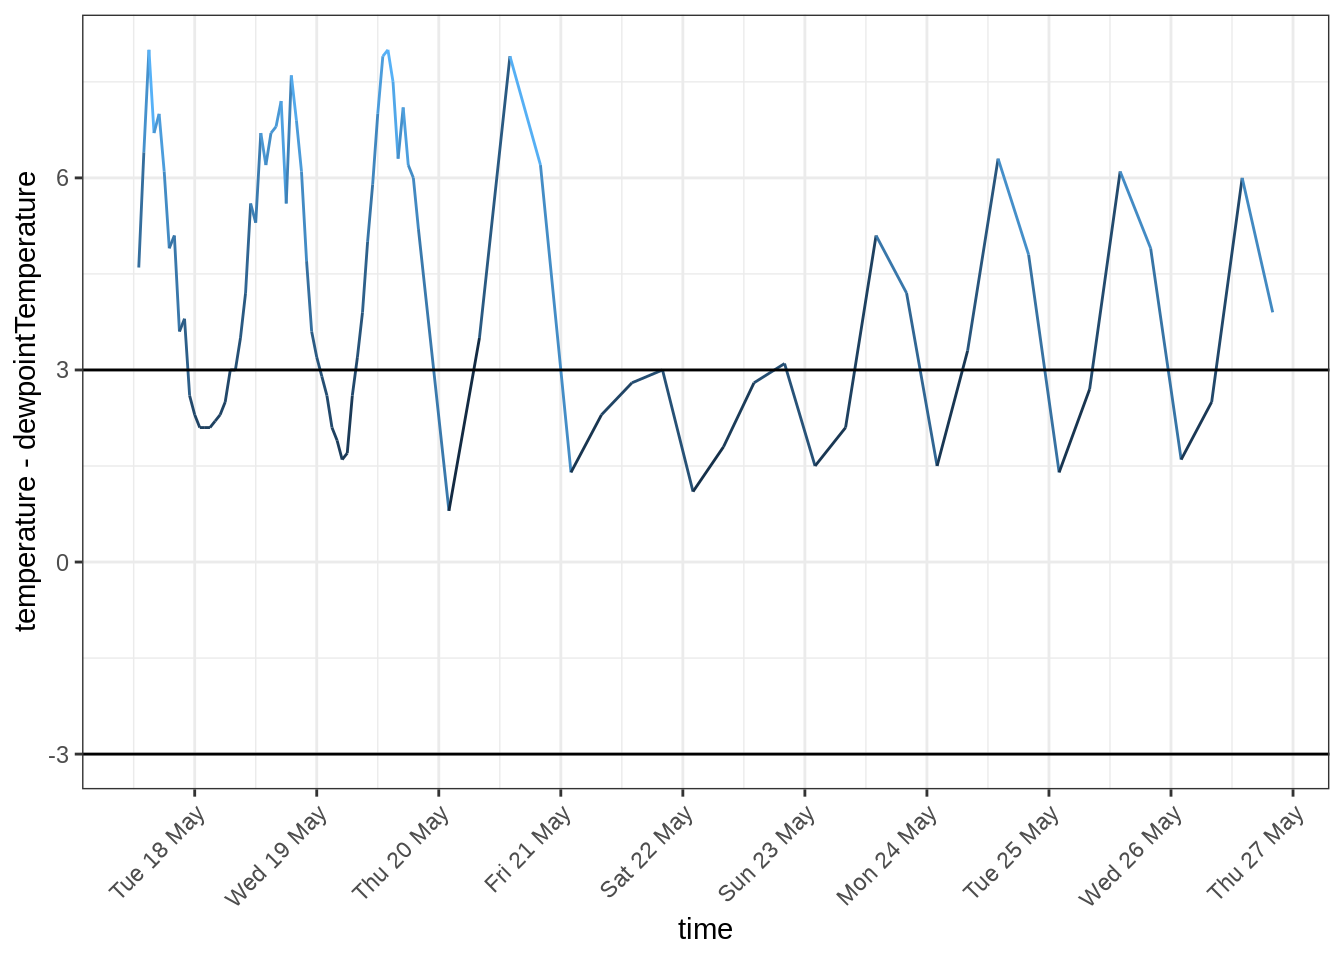 temperature - dewpointTemperature
6
3
0
-3
Tue 18 May
Wed 19 May
Thu 20 May
Fri 21 May
Sat 22 May
Sun 23 May
Mon 24 May
Tue 25 May
Wed 26 May
Thu 27 May
time